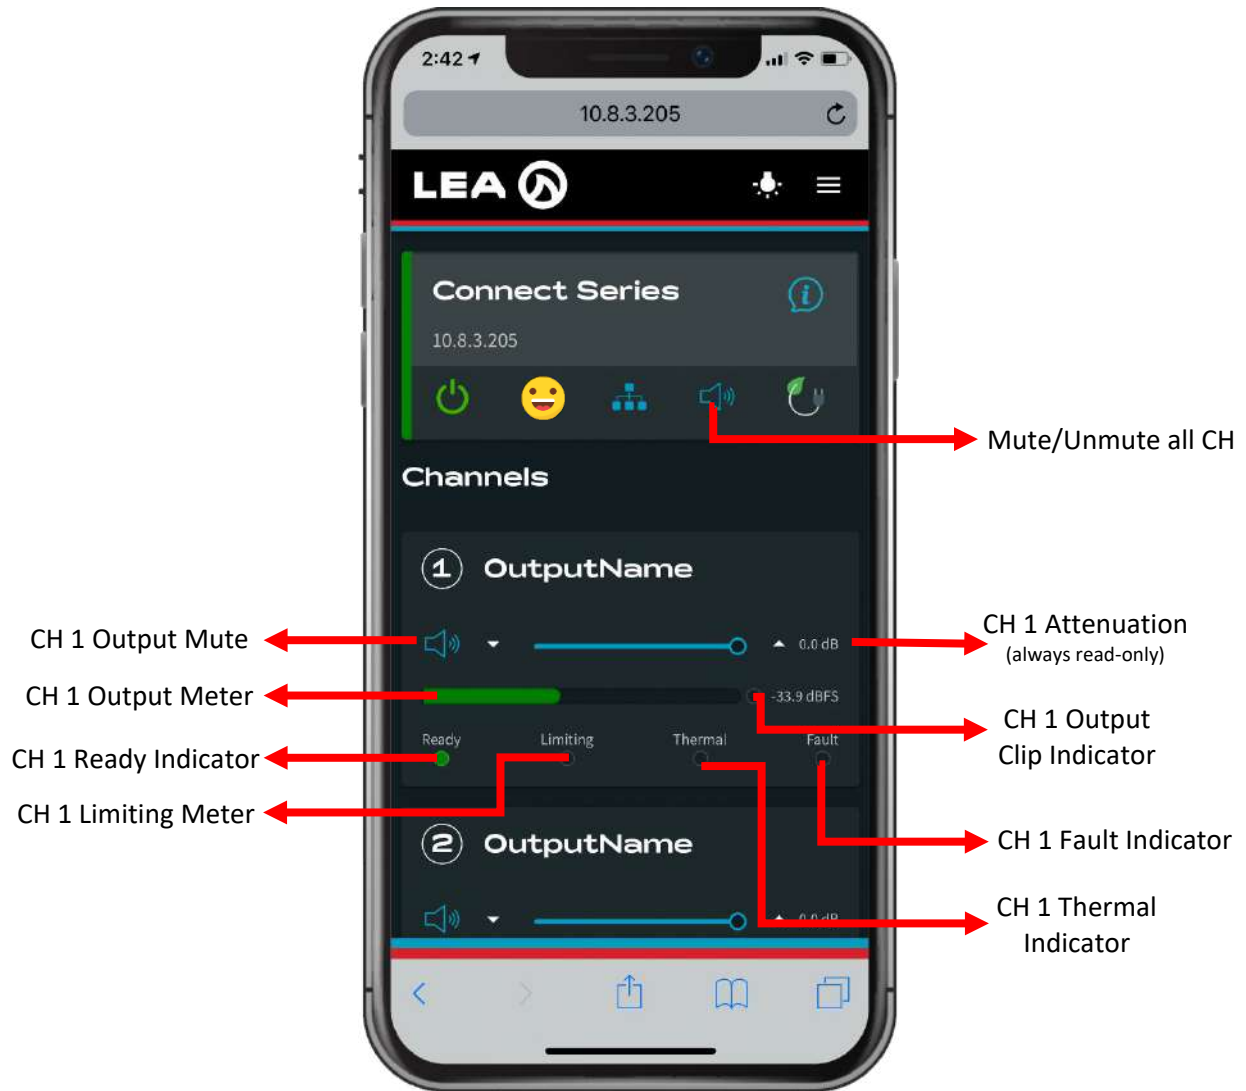 2:42
10.8.3.205
LEA
Connect Series
10.8.3.205
Mute/Unmute all CH
Channels
1 OutputName
CH 1 Output Mute
0.0 dB
CH 1 Attenuation
(always read-only)
CH 1 Output Meter
-33.9 dBFS
CH 1 Output
Clip Indicator
Ready Limiting Thermal Fault
CH 1 Ready Indicator
CH 1 Limiting Meter
2 OutputName
CH 1 Fault Indicator
0.0 dB
CH 1 Thermal
Indicator